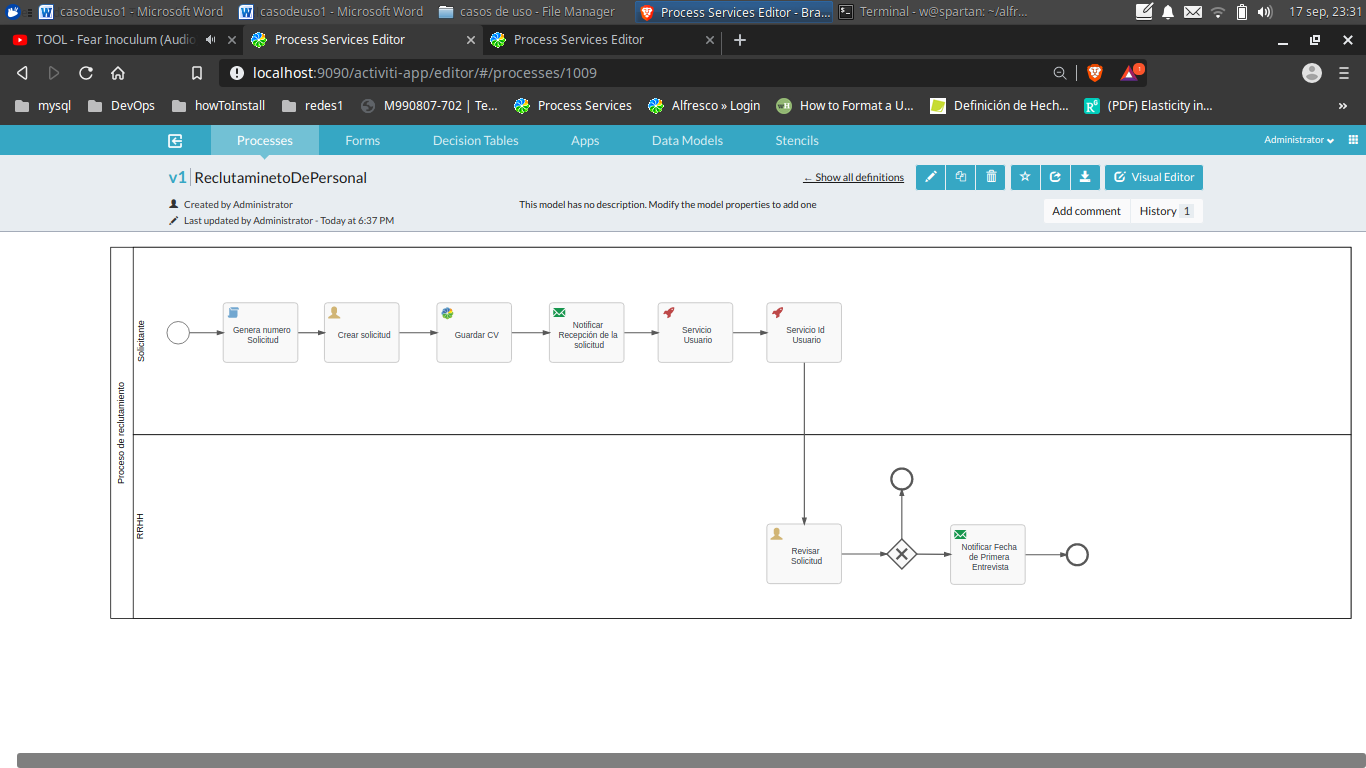 casodeuso1 - Microsoft Word
casodeuso1 - Microsoft Word
casos de uso - File Manager
Process Services Editor - Bra...
Terminal - w@spartan: ~/alfr...
17 sep, 23:31
TOOL - Fear Inoculum (Audio
Process Services Editor
Process Services Editor
localhost:9090/activiti-app/editor/#/processes/1009
1
mysql
DevOps
howToInstall
redes1
M990807-702 | Te...
Process Services
Alfresco » Login
How to Format a U...
Definición de Hech...
(PDF) Elasticity in...
»
Processes
Forms
Decision Tables
Apps
Data Models
Stencils
Administrator
v1 ReclutaminetoDePersonal
← Show all definitions
Visual Editor
Created by Administrator
This model has no description. Modify the model properties to add one
Last updated by Administrator - Today at 6:37 PM
Add comment
History 1
Proceso de reclutamiento
Solicitante
Genera numero
Solicitud
Crear solicitud
Guardar CV
Notificar
Recepción de la
solicitud
Servicio
Usuario
Servicio Id
Usuario
RRHH
Revisar
Solicitud
Notificar Fecha
de Primera
Entrevista